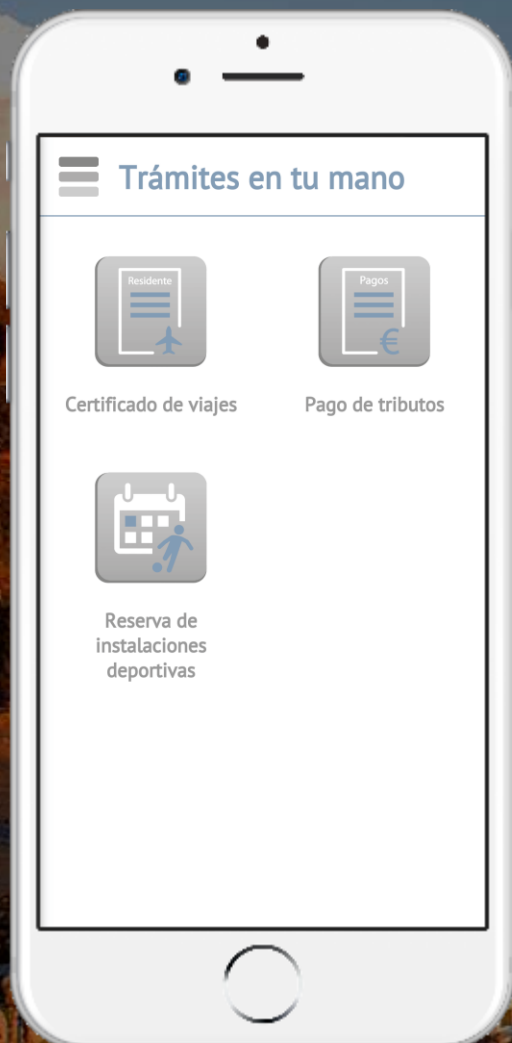 Trámites en tu mano
Residente
Pagos
€
Certificado de viajes
Pago de tributos
Reserva de
instalaciones
deportivas